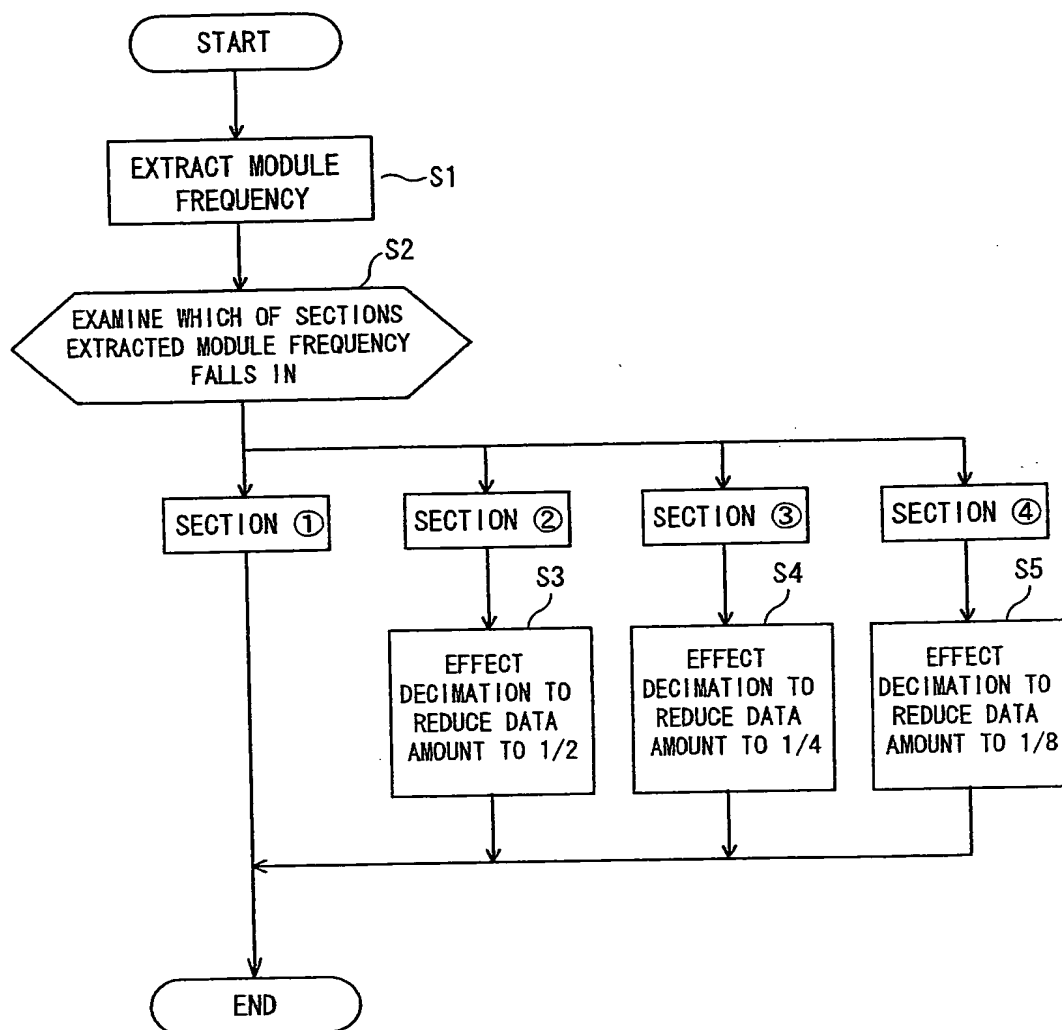 START
EXTRACT MODULE
FREQUENCY
S1
S2
EXAMINE WHICH OF SECTIONS
EXTRACTED MODULE FREQUENCY
FALLS IN
SECTION ①
SECTION ②
SECTION ③
SECTION ④
S3
S4
S5
EFFECT
DECIMATION TO
REDUCE DATA
AMOUNT TO 1/2
EFFECT
DECIMATION TO
REDUCE DATA
AMOUNT TO 1/4
EFFECT
DECIMATION TO
REDUCE DATA
AMOUNT TO 1/8
END